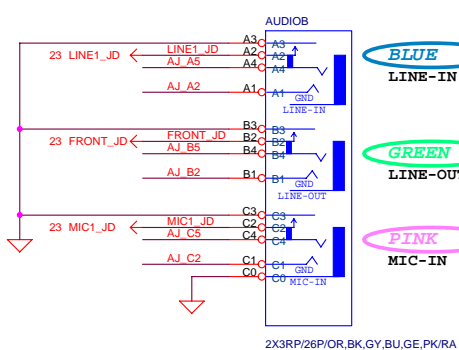 AUDIOB
A3 A3
23 LINE1_JD LINE1_JD A2 A2
AJ_A5 A4 A4
BLUE
LINE-IN
AJ_A2 A1 A1
GND
LINE-IN
B3 B3
23 FRONT_JD FRONT_JD B2 B2
AJ_B5 B4 B4
GREEN
LINE-OUT
AJ_B2 B1 B1
GND
LINE-OUT
C3 C3
23 MIC1_JD MIC1_JD C2 C2
AJ_C5 C4 C4
PINK
MIC-IN
AJ_C2 C1 C1
GND
C0 C0
MIC-IN
2X3RP/26P/OR,BK,GY,BU,GE,PK/RA